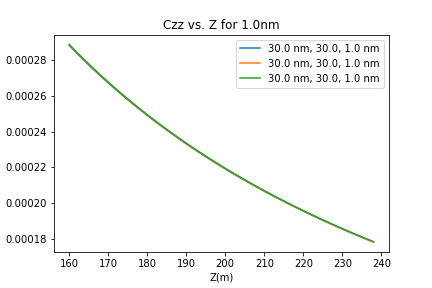 Czz vs. Z for 1.0nm
30.0 nm, 30.0, 1.0 nm
30.0 nm, 30.0, 1.0 nm
30.0 nm, 30.0, 1.0 nm
0.00028
0.00026
0.00024
0.00022
0.00020
0.00018
160 170 180 190 200 210 220 230 240
Z(m)